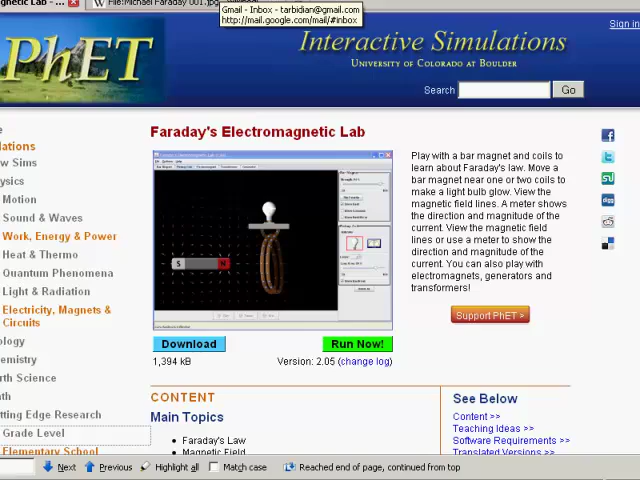 netic Lab - ...
File:Michael Faraday 001.jpg
Gmail - Inbox - tarbidian@gmail.com
http://mail.google.com/mail/#inbox
Sign in
PhET
Interactive Simulations
UNIVERSITY OF COLORADO AT BOULDER
Search
Go
Faraday's Electromagnetic Lab
e
lations
w Sims
ysics
Motion
Sound & Waves
Work, Energy & Power
Heat & Thermo
Quantum Phenomena
Light & Radiation
Electricity, Magnets &
Circuits
ology
emistry
rth Science
th
tting Edge Research
Grade Level
Elementary School
S
N
Play with a bar magnet and coils to
learn about Faraday's law. Move a
bar magnet near one or two coils to
make a light bulb glow. View the
magnetic field lines. A meter shows
the direction and magnitude of the
current. View the magnetic field
lines or use a meter to show the
direction and magnitude of the
current. You can also play with
electromagnets, generators and
transformers!
Support PhET >
Download
Run Now!
1,394 kB
Version: 2.05 (change log)
CONTENT
Main Topics
Faraday's Law
Magnetic Field
See Below
Content >>
Teaching Ideas >>
Software Requirements >>
Translated Versions >>
Next
Previous
Highlight all
Match case
Reached end of page, continued from top